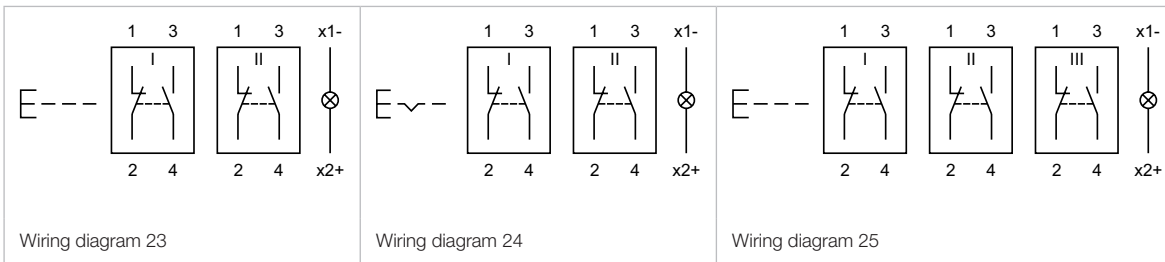 1 3 1 3 x1-
I II
2 4 2 4 x2+
Wiring diagram 23
1 3 1 3 x1-
I II
2 4 2 4 x2+
Wiring diagram 24
1 3 1 3 1 3 x1-
I II III
2 4 2 4 2 4 x2+
Wiring diagram 25